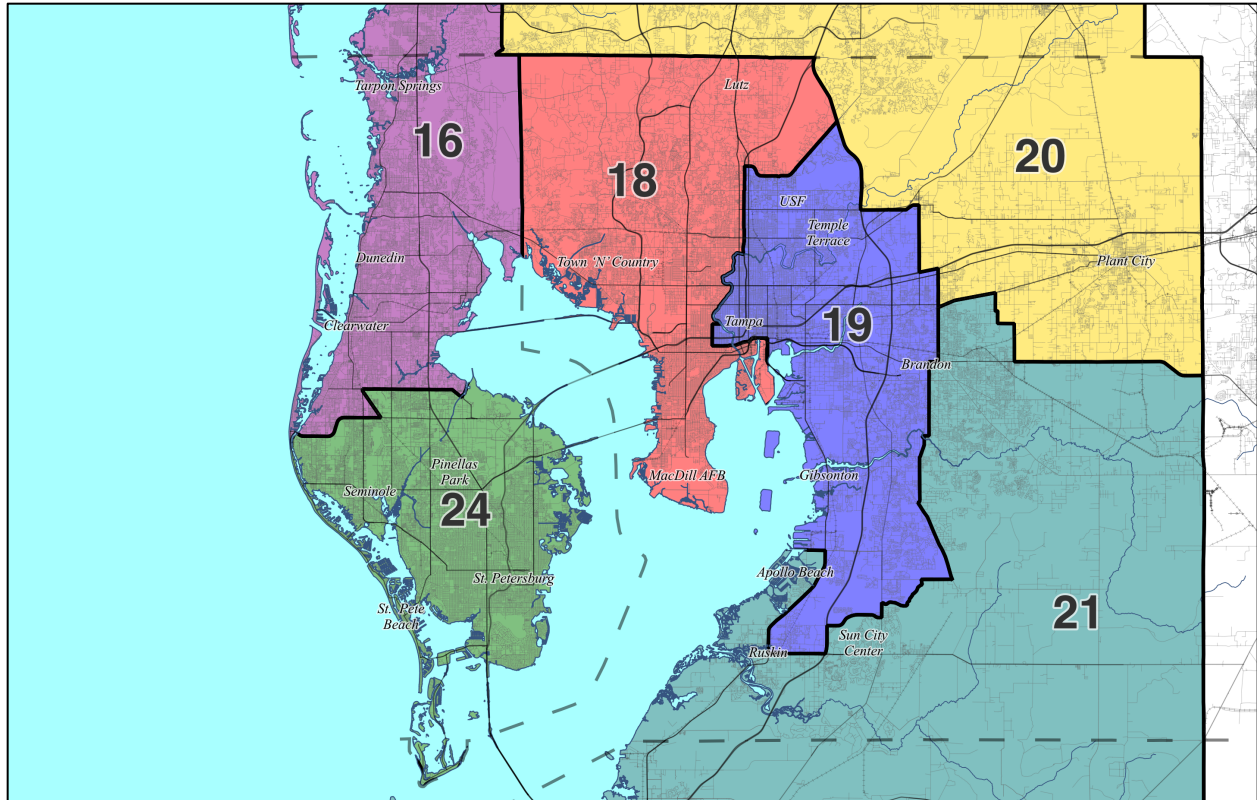 Lutz
Tarpon Springs
16
20
18
USF
Temple
Terrace
Dunedin
Town 'N' Country
Plant City
Clearwater
Tampa
19
Brandon
Pinellas
Park
Seminole
MacDill AFB
Gibsonton
24
Apollo Beach
St. Petersburg
St. Pete
Beach
21
Sun City
Center
Ruskin